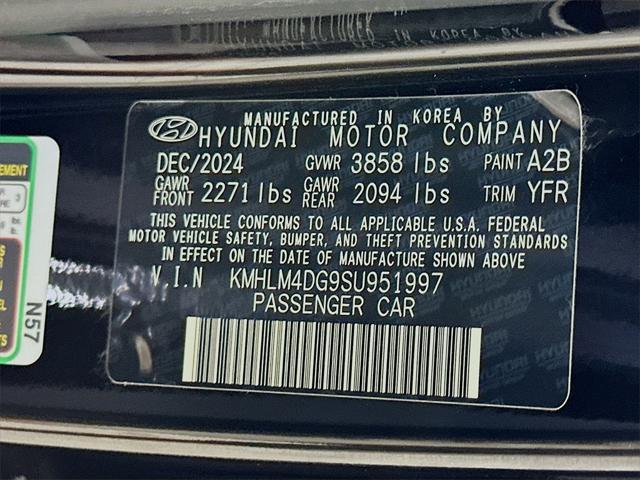 MANUFACTURED IN KOREA BY
HYUNDAI MOTOR COMPANY
DEC/2024 GVWR 3858 lbs PAINT A2B
GAWR FRONT 2271 lbs GAWR REAR 2094 lbs TRIM YFR
THIS VEHICLE CONFORMS TO ALL APPLICABLE U.S.A. FEDERAL
MOTOR VEHICLE SAFETY, BUMPER, AND THEFT PREVENTION STANDARDS
IN EFFECT ON THE DATE OF MANUFACTURE SHOWN ABOVE
V.I.N KMHLM4DG9SU951997
PASSENGER CAR
N57